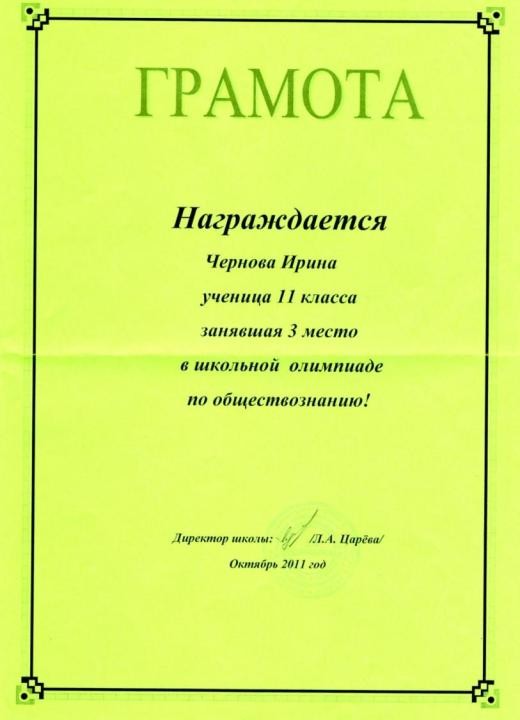 ГРАМОТА
Награждается
Чернова Ирина
ученица 11 класса
занявшая 3 место
в школьной олимпиаде
по обществознанию!
Директор школы: /Л.А. Царёва/
Октябрь 2011 год